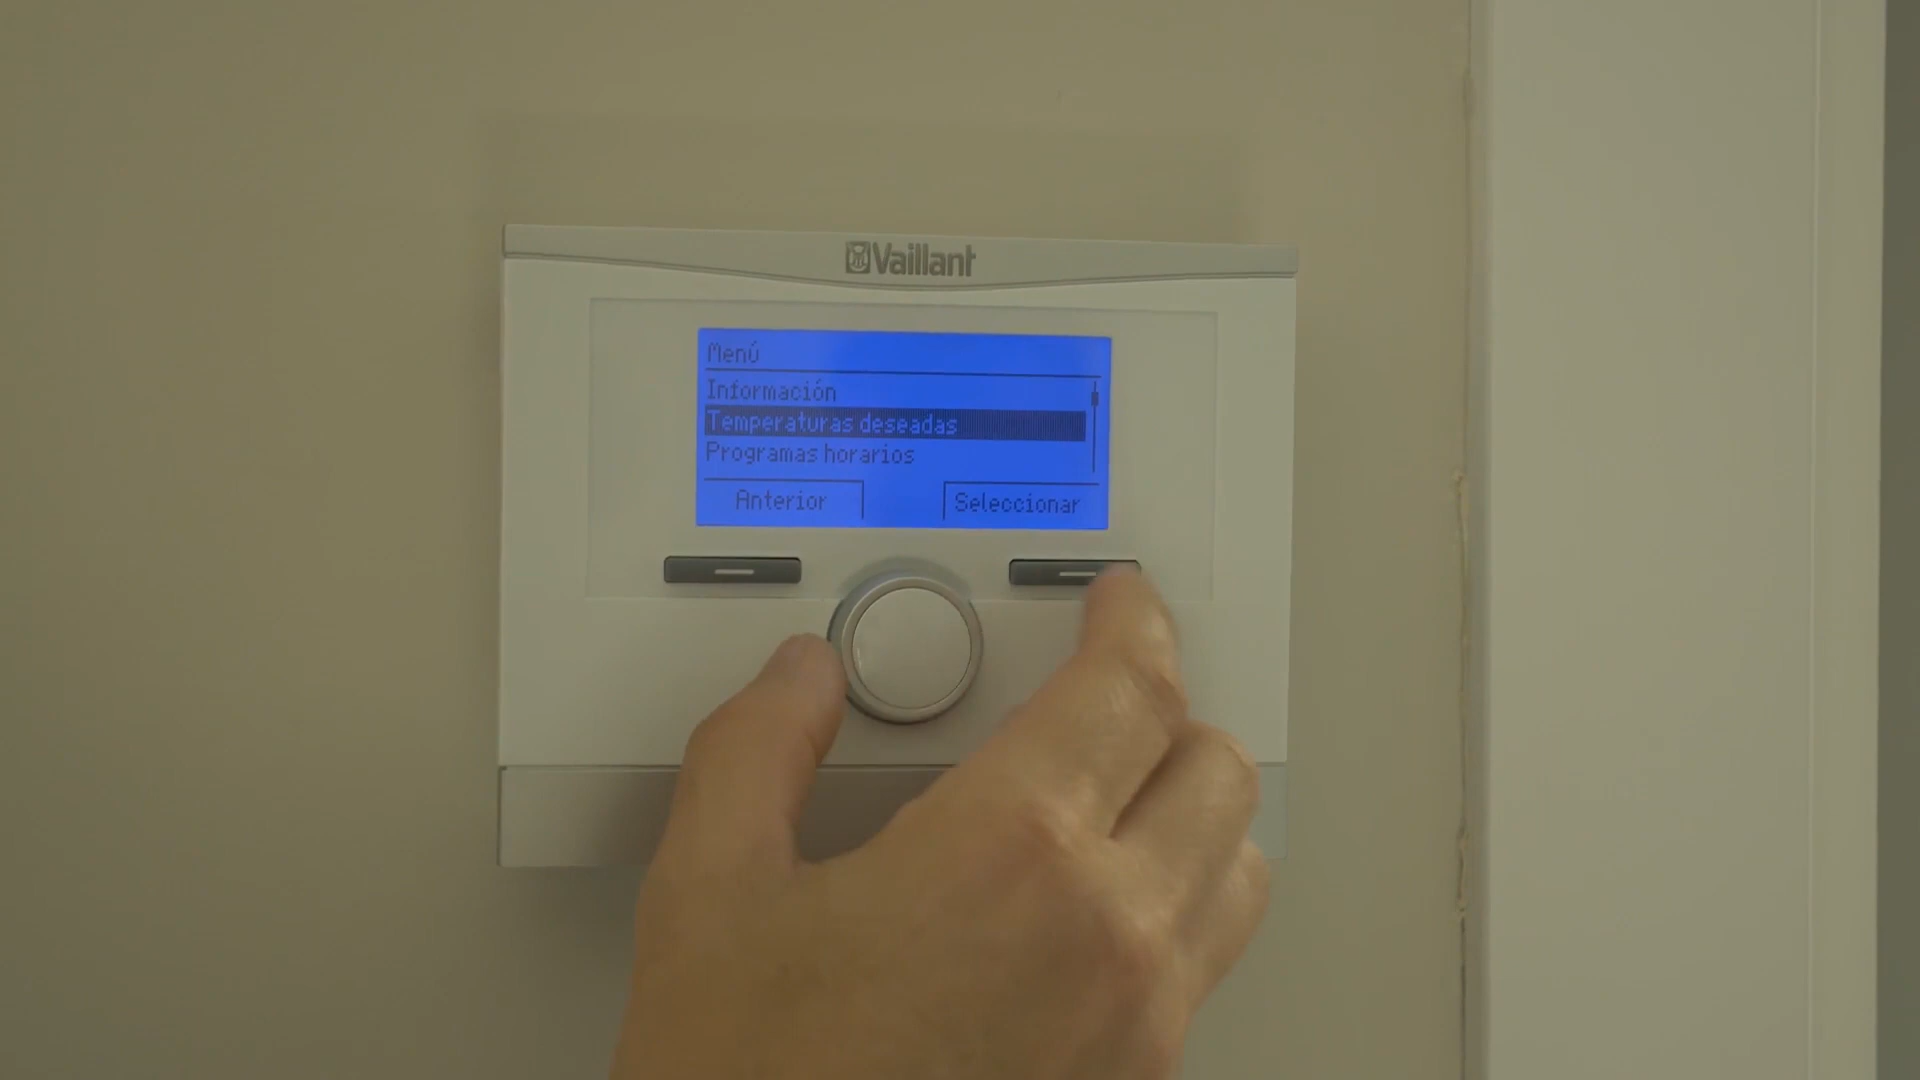 Vaillant
Menú
Información
Temperaturas deseadas
Programas horarios
Anterior
Seleccionar